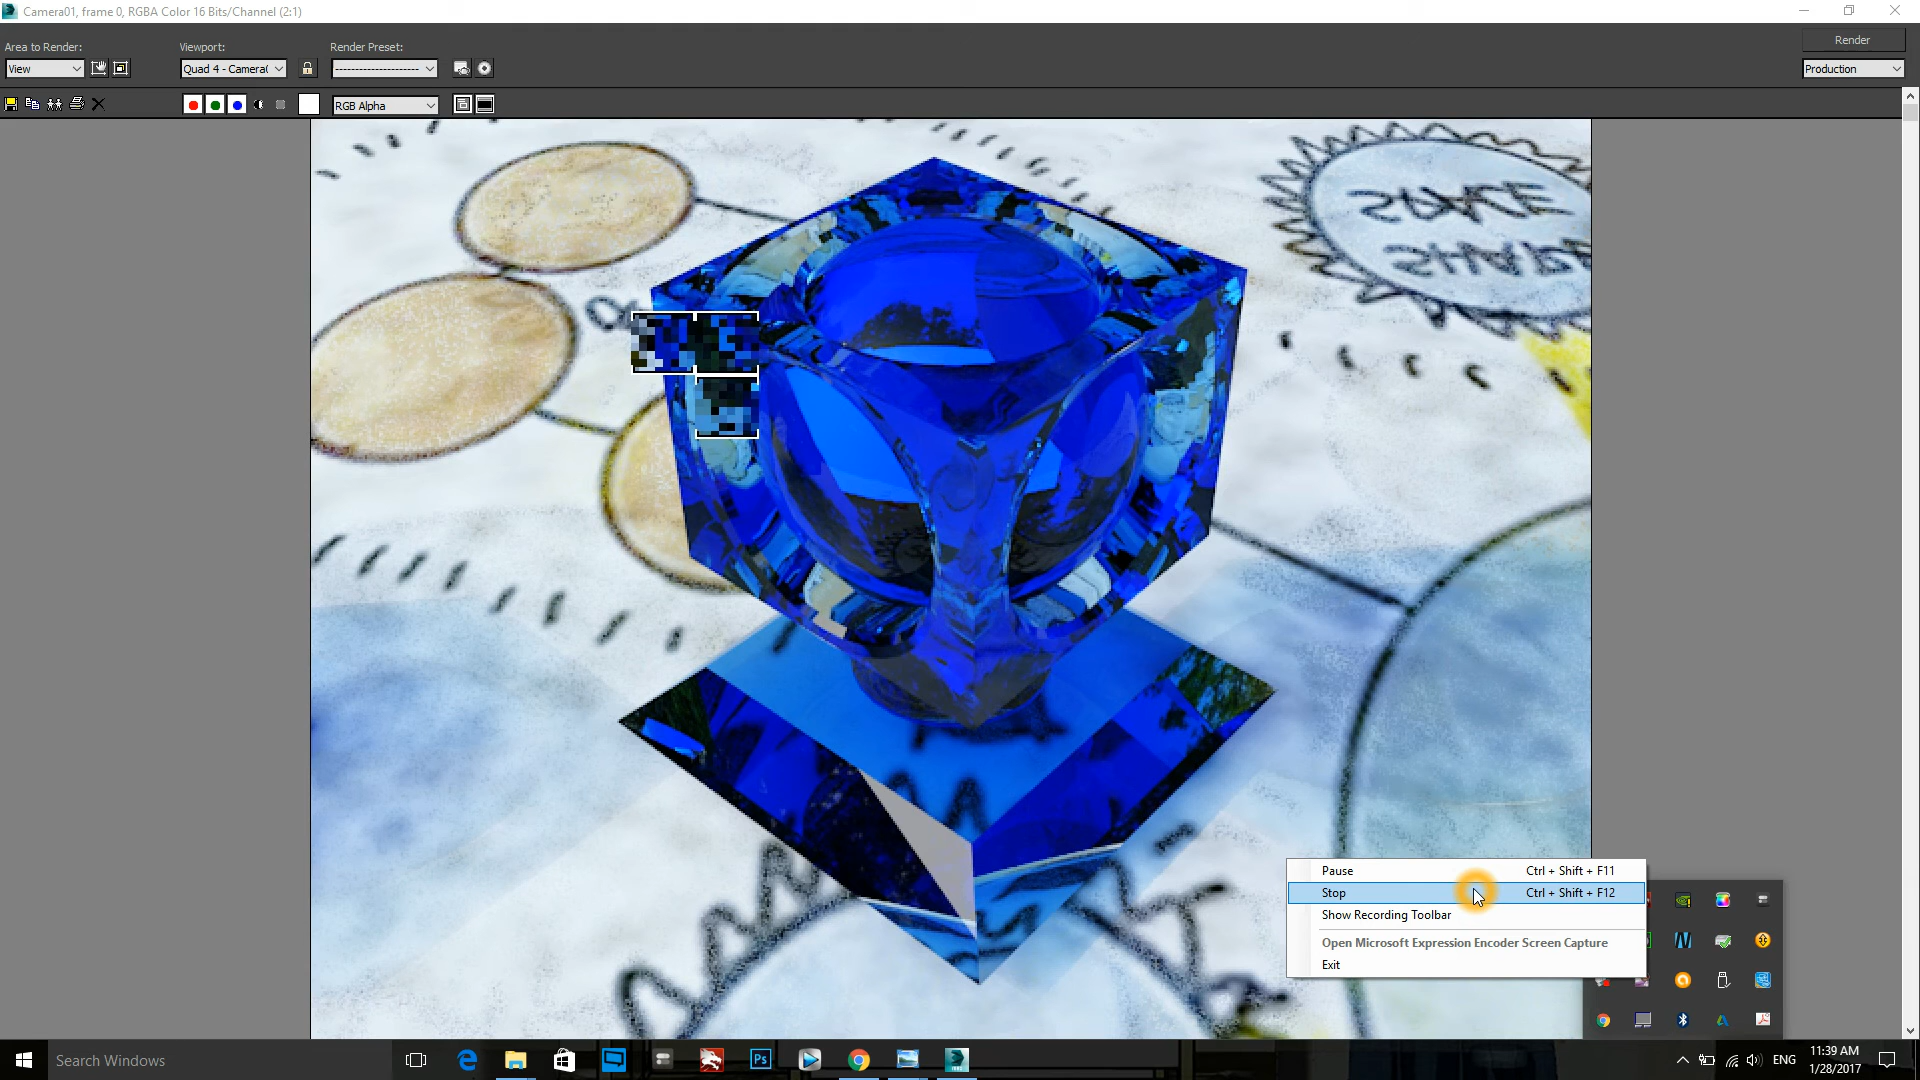 Camera01, frame 0, RGBA Color 16 Bits/Channel (2:1)
Area to Render:
Viewport:
Render Preset:
Render
View
Quad 4 - Camera(
--------------------
Production
RGB Alpha
Pause Ctrl + Shift + F11
Stop Ctrl + Shift + F12
Show Recording Toolbar
Open Microsoft Expression Encoder Screen Capture
Exit
Search Windows
Ps
ENG
11:39 AM
1/28/2017